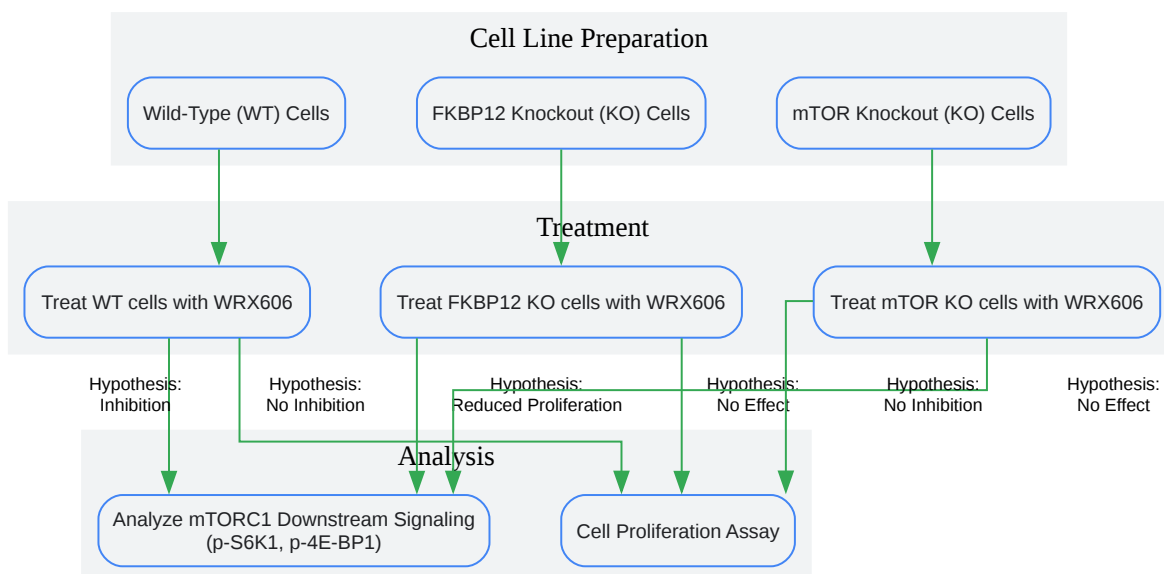 Cell Line Preparation
Wild-Type (WT) Cells
FKBP12 Knockout (KO) Cells
mTOR Knockout (KO) Cells
Treatment
Treat WT cells with WRX606
Treat FKBP12 KO cells with WRX606
Treat mTOR KO cells with WRX606
Hypothesis:
Inhibition
Hypothesis:
No Inhibition
Hypothesis:
Reduced Proliferation
Hypothesis:
No Effect
Hypothesis:
No Inhibition
Hypothesis:
No Effect
Analysis
Analyze mTORC1 Downstream Signaling
(p-S6K1, p-4E-BP1)
Cell Proliferation Assay